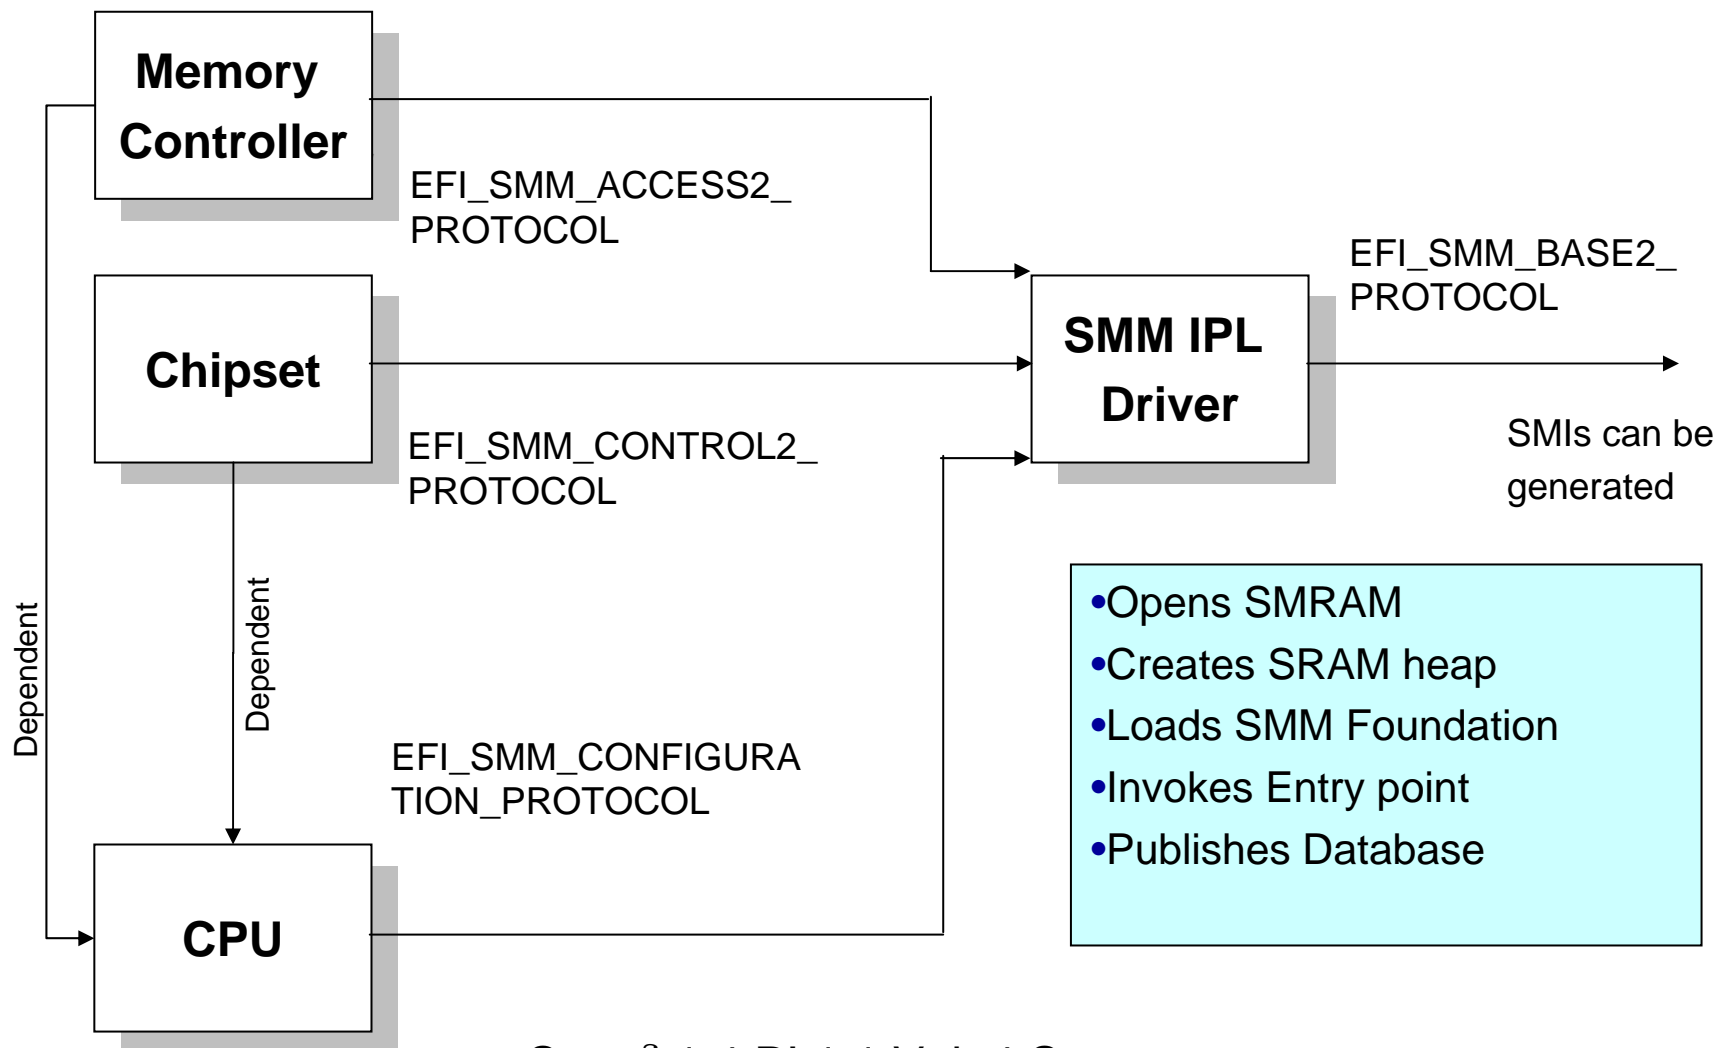 Memory
Controller
EFI_SMM_ACCESS2_
PROTOCOL
EFI_SMM_BASE2_
PROTOCOL
Chipset
SMM IPL
Driver
EFI_SMM_CONTROL2_
PROTOCOL
SMIs can be
generated
Dependent
Dependent
•Opens SMRAM
•Creates SRAM heap
•Loads SMM Foundation
•Invokes Entry point
•Publishes Database
EFI_SMM_CONFIGURA
TION_PROTOCOL
CPU